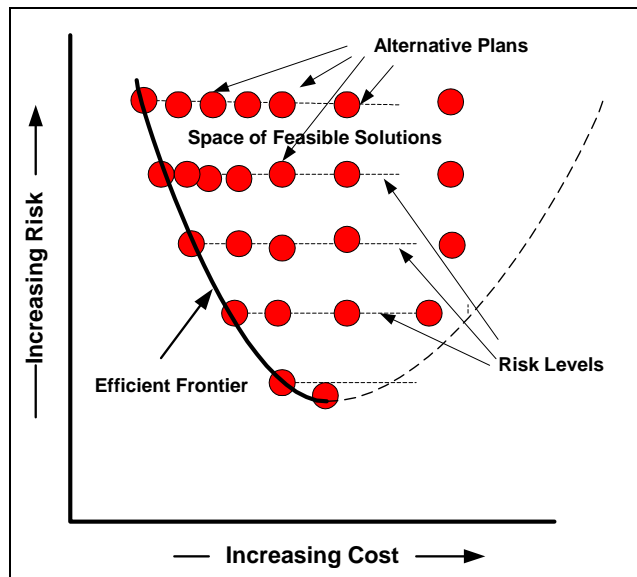 Alternative Plans
Space of Feasible Solutions
Increasing Risk
Efficient Frontier
Risk Levels
Increasing Cost